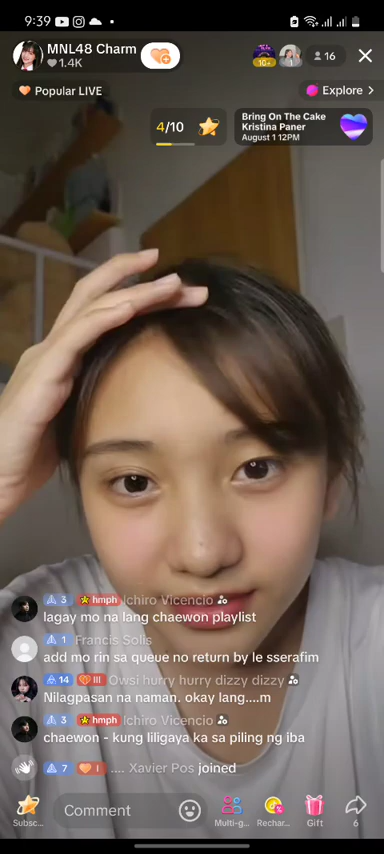 9:39
MNL48 Charm
1.4K
10+
16
Popular LIVE
Explore
4/10
Bring On The Cake
Kristina Paner
August 1 12PM
3 hmph Ichiro Vicencio
lagay mo na lang chaewon playlist
1 Francis Solis
add mo rin sa queue no return by le sserafim
14 III Owsi hurry hurry dizzy dizzy
Nilagpasan na naman. okay lang....m
3 hmph Ichiro Vicencio
chaewon - kung liligaya ka sa piling ng iba
7 I .... Xavier Pos joined
Comment
Subsc...
Multi-g...
Rechar...
Gift
6